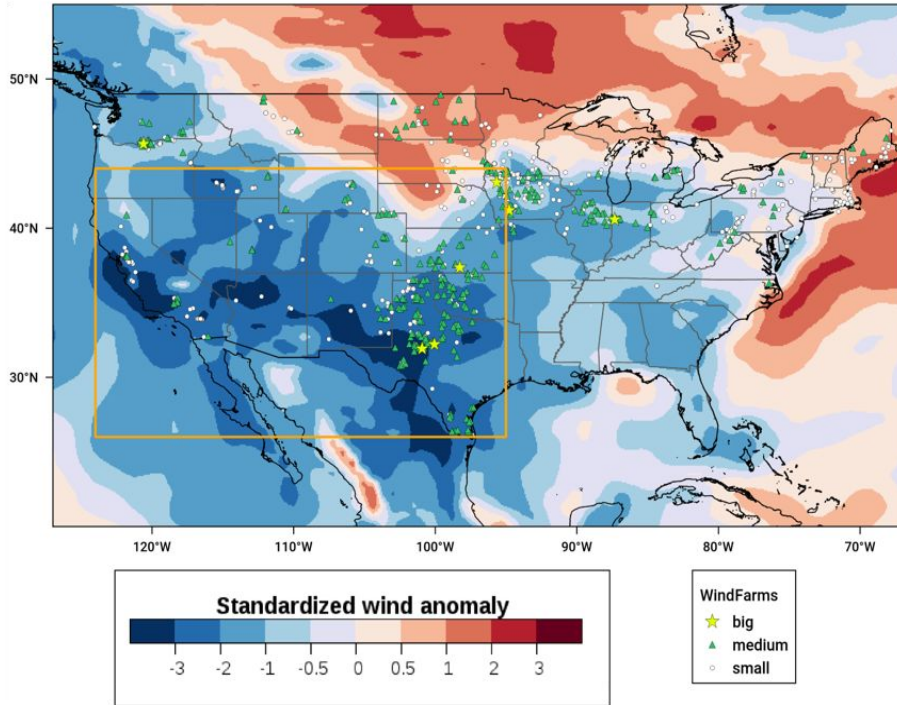 50°N
40°N
30°N
120°W 110°W 100°W 90°W 80°W 70°W
Standardized wind anomaly
-3 -2 -1 -0.5 0 0.5 1 2 3
WindFarms
big
medium
small